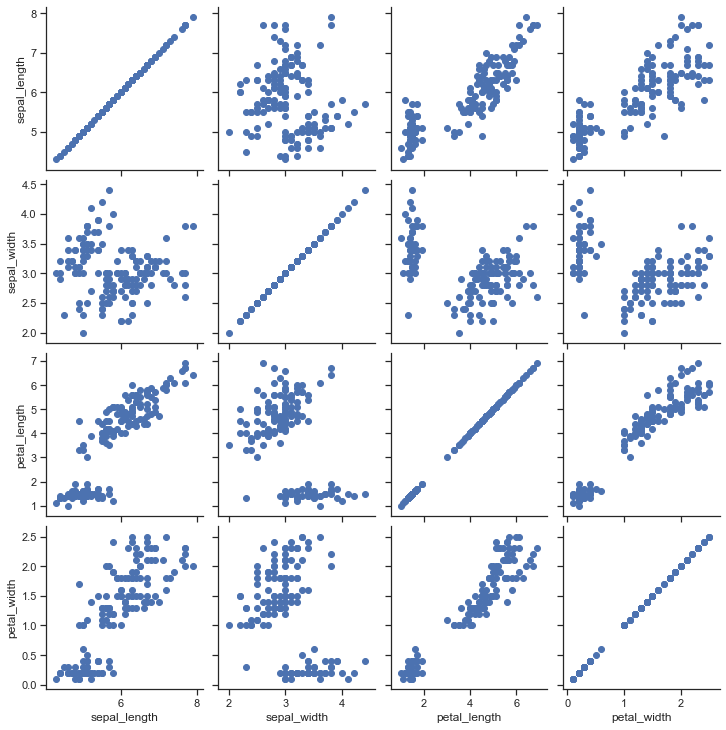 8
7
6
5
sepal_length
4.5
4.0
3.5
3.0
2.5
2.0
sepal_width
7
6
5
4
3
2
1
petal_length
2.5
2.0
1.5
1.0
0.5
0.0
petal_width
6 8
sepal_length
2 3 4
sepal_width
2 4 6
petal_length
0 1 2
petal_width